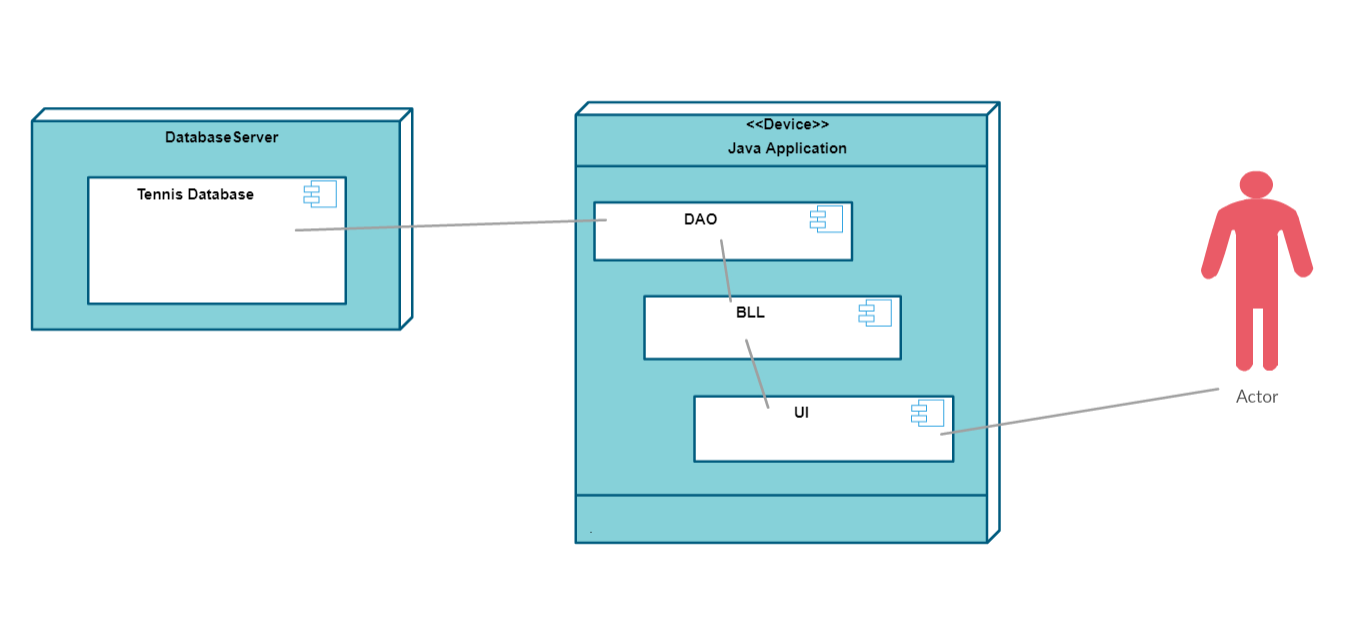 DatabaseServer
Tennis Database
<<Device>>
Java Application
DAO
BLL
UI
.
Actor